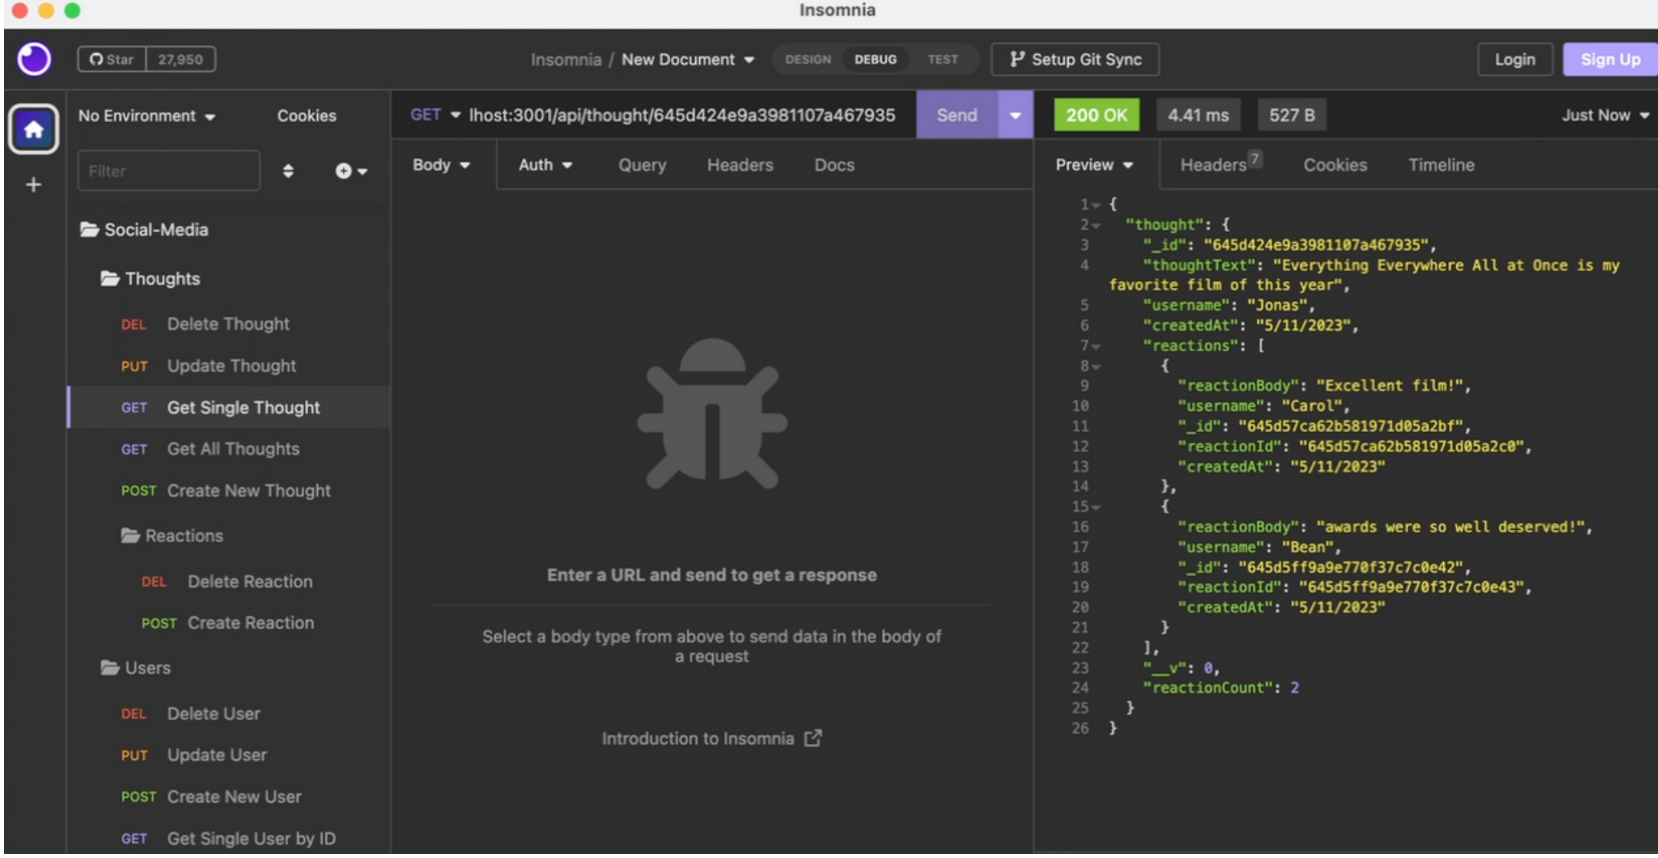 Insomnia
Star 27,950
Insomnia / New Document
DESIGN DEBUG TEST
Setup Git Sync
Login
Sign Up
No Environment
Cookies
Filter
Social-Media
Thoughts
DEL Delete Thought
PUT Update Thought
GET Get Single Thought
GET Get All Thoughts
POST Create New Thought
Reactions
DEL Delete Reaction
POST Create Reaction
Users
DEL Delete User
PUT Update User
POST Create New User
GET Get Single User by ID
GET lhost:3001/api/thought/645d424e9a3981107a467935 Send
Body Auth Query Headers Docs
Enter a URL and send to get a response
Select a body type from above to send data in the body of
a request
Introduction to Insomnia
200 OK 4.41 ms 527 B Just Now
Preview Headers 7 Cookies Timeline
1 {
2 "thought": {
3 "_id": "645d424e9a3981107a467935",
4 "thoughtText": "Everything Everywhere All at Once is my
favorite film of this year",
5 "username": "Jonas",
6 "createdAt": "5/11/2023",
7 "reactions": [
8 {
9 "reactionBody": "Excellent film!",
10 "username": "Carol",
11 "_id": "645d57ca62b581971d05a2bf",
12 "reactionId": "645d57ca62b581971d05a2c0",
13 "createdAt": "5/11/2023"
14 },
15 {
16 "reactionBody": "awards were so well deserved!",
17 "username": "Bean",
18 "_id": "645d5ff9a9e770f37c7c0e42",
19 "reactionId": "645d5ff9a9e770f37c7c0e43",
20 "createdAt": "5/11/2023"
21 }
22 ],
23 "__v": 0,
24 "reactionCount": 2
25 }
26 }